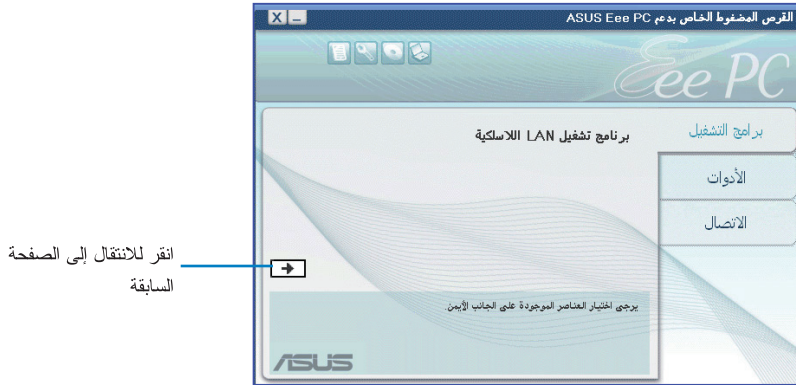 القرص المضغوط الخاص بدعم ASUS Eee PC
Eee PC
برامج التشغيل
الأدوات
الاتصال
برنامج تشغيل LAN اللاسلكية
انقر للانتقال إلى الصفحة
السابقة
يرجى اختيار العناصر الموجودة على الجانب الأيمن.
ASUS